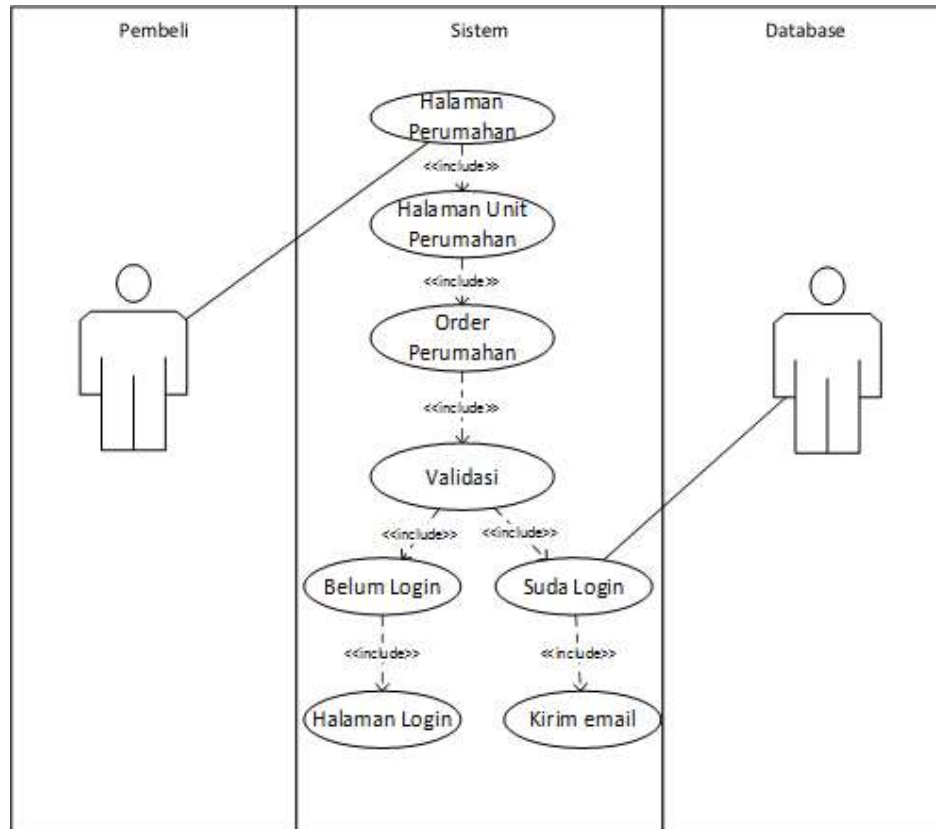 Pembeli
Sistem
Database
Halaman
Perumahan
<<include>>
Halaman Unit
Perumahan
<<include>>
Order
Perumahan
<<include>>
Validasi
<<include>>
<<include>>
Belum Login
Suda Login
<<include>>
<<include>>
Halaman Login
Kirim email